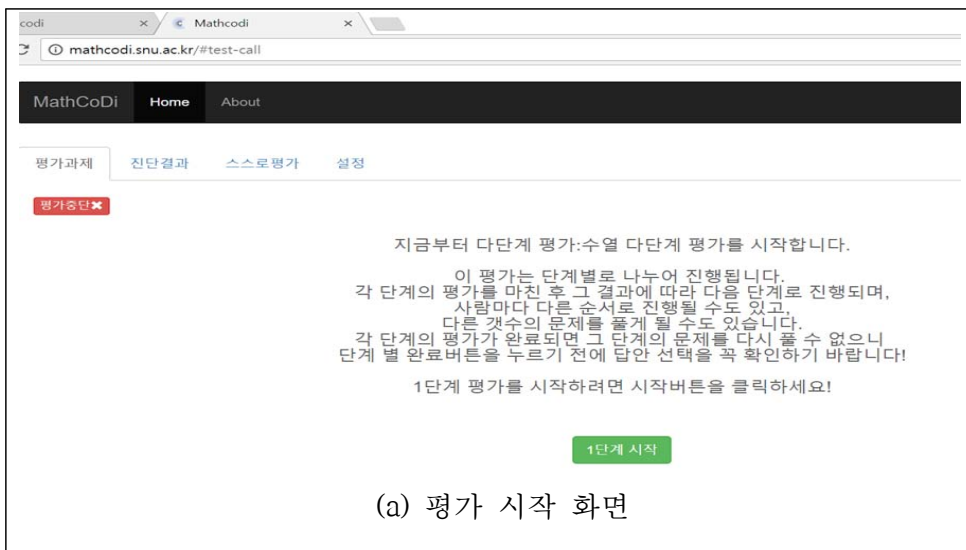 codi × Mathcodi ×
mathcodi.snu.ac.kr/#test-call
MathCoDi Home About
평가과제 진단결과 스스로평가 설정
평가중단✖
지금부터 다단계 평가:수열 다단계 평가를 시작합니다.
이 평가는 단계별로 나누어 진행됩니다.
각 단계의 평가를 마친 후 그 결과에 따라 다음 단계로 진행되며,
사람마다 다른 순서로 진행될 수도 있고,
다른 갯수의 문제를 풀게 될 수도 있습니다.
각 단계의 평가가 완료되면 그 단계의 문제를 다시 풀 수 없으니
단계 별 완료버튼을 누르기 전에 답안 선택을 꼭 확인하기 바랍니다!
1단계 평가를 시작하려면 시작버튼을 클릭하세요!
1단계 시작
(a) 평가 시작 화면